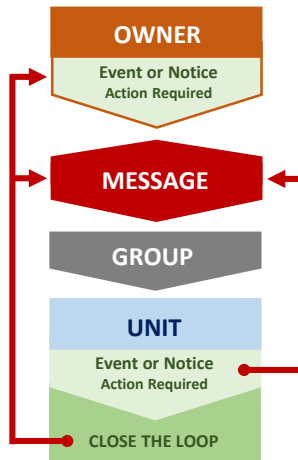 OWNER
Event or Notice
Action Required
MESSAGE
GROUP
UNIT
Event or Notice
Action Required
CLOSE THE LOOP